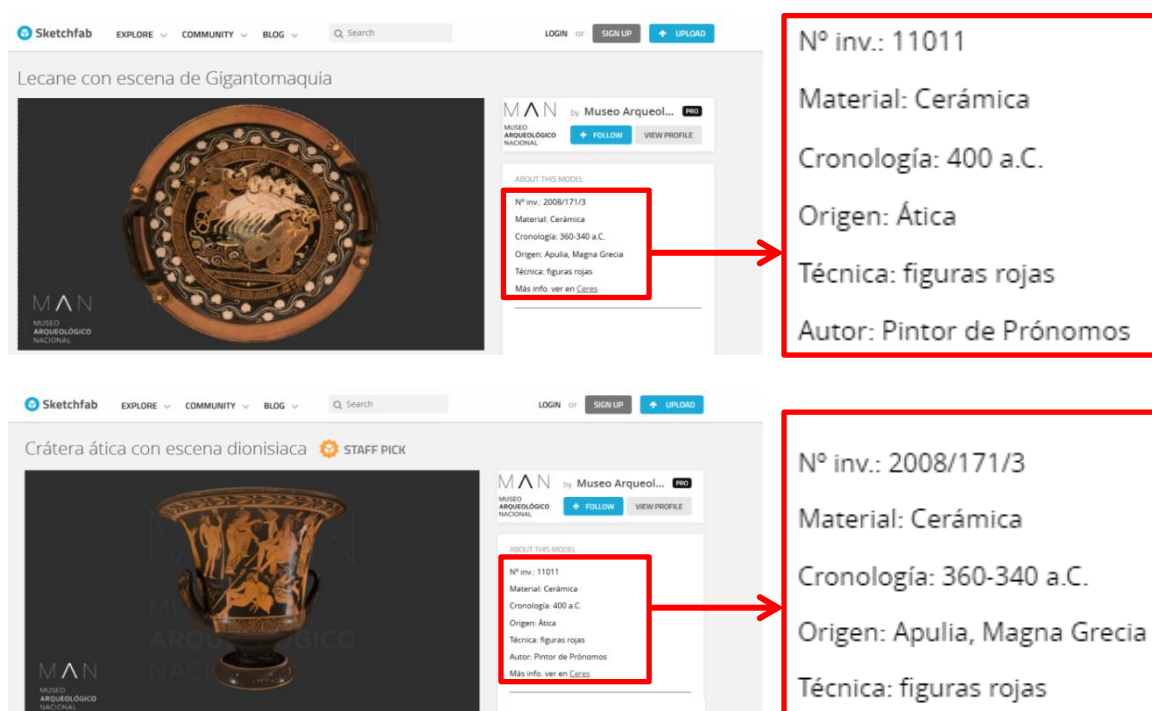 Sketchfab EXPLORE COMMUNITY BLOG Search LOGIN or SIGN UP UPLOAD
Lecane con escena de Gigantomaquia
MAN
MUSEO
ARQUEOLÓGICO
NACIONAL
MAN by Museo Arqueol... PRO
MUSEO
ARQUEOLÓGICO
NACIONAL
FOLLOW VIEW PROFILE
ABOUT THIS MODEL
Nº inv.: 2008/171/3
Material: Cerámica
Cronología: 360-340 a.C.
Origen: Apulia, Magna Grecia
Técnica: figuras rojas
Más info. ver en Ceres
Nº inv.: 11011
Material: Cerámica
Cronología: 400 a.C.
Origen: Ática
Técnica: figuras rojas
Autor: Pintor de Prónomos
Sketchfab EXPLORE COMMUNITY BLOG Search LOGIN or SIGN UP UPLOAD
Crátera ática con escena dionisiaca STAFF PICK
MAN
MUSEO
ARQUEOLÓGICO
NACIONAL
MAN by Museo Arqueol... PRO
MUSEO
ARQUEOLÓGICO
NACIONAL
FOLLOW VIEW PROFILE
ABOUT THIS MODEL
Nº inv.: 11011
Material: Cerámica
Cronología: 400 a.C.
Origen: Ática
Técnica: figuras rojas
Autor: Pintor de Prónomos
Más info. ver en Ceres
Nº inv.: 2008/171/3
Material: Cerámica
Cronología: 360-340 a.C.
Origen: Apulia, Magna Grecia
Técnica: figuras rojas